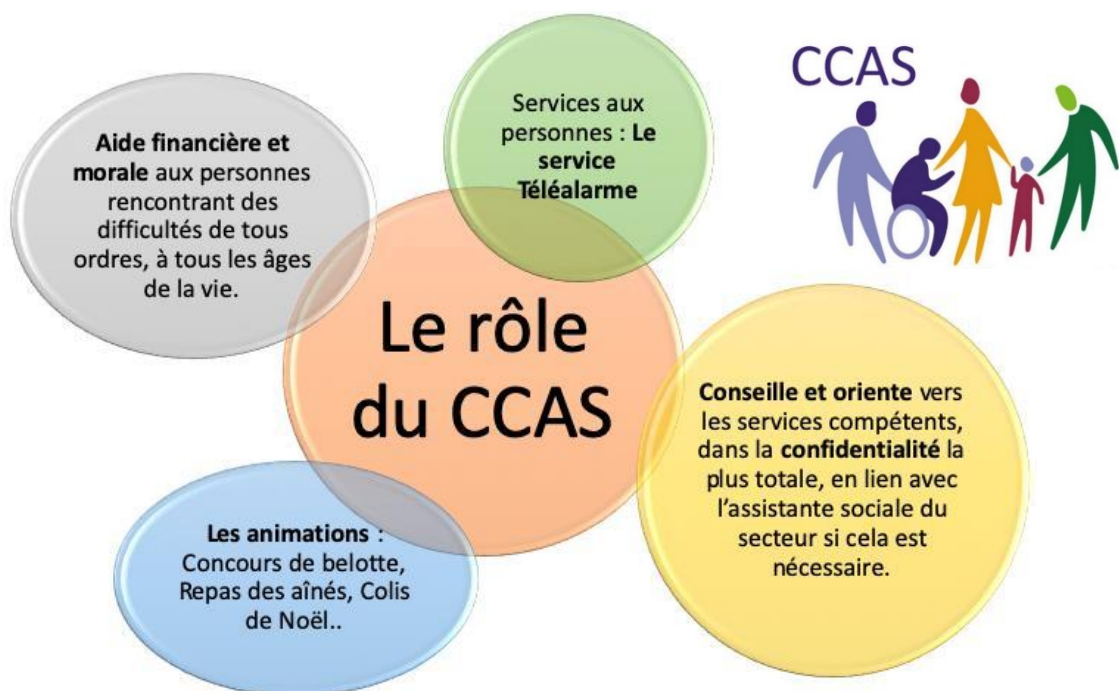 CCAS
Aide financière et
morale aux personnes
rencontrant des
difficultés de tous
ordres, à tous les âges
de la vie.
Services aux
personnes : Le
service
Téléalarme
Le rôle
du CCAS
Conseille et oriente vers
les services compétents,
dans la confidentialité la
plus totale, en lien avec
l’assistante sociale du
secteur si cela est
nécessaire.
Les animations :
Concours de belotte,
Repas des aînés, Colis
de Noël..